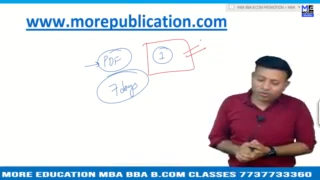 www.morepublication.com
PDF
1
7 days
MORE EDUCATION MBA BBA B.COM CLASSES 7737733360